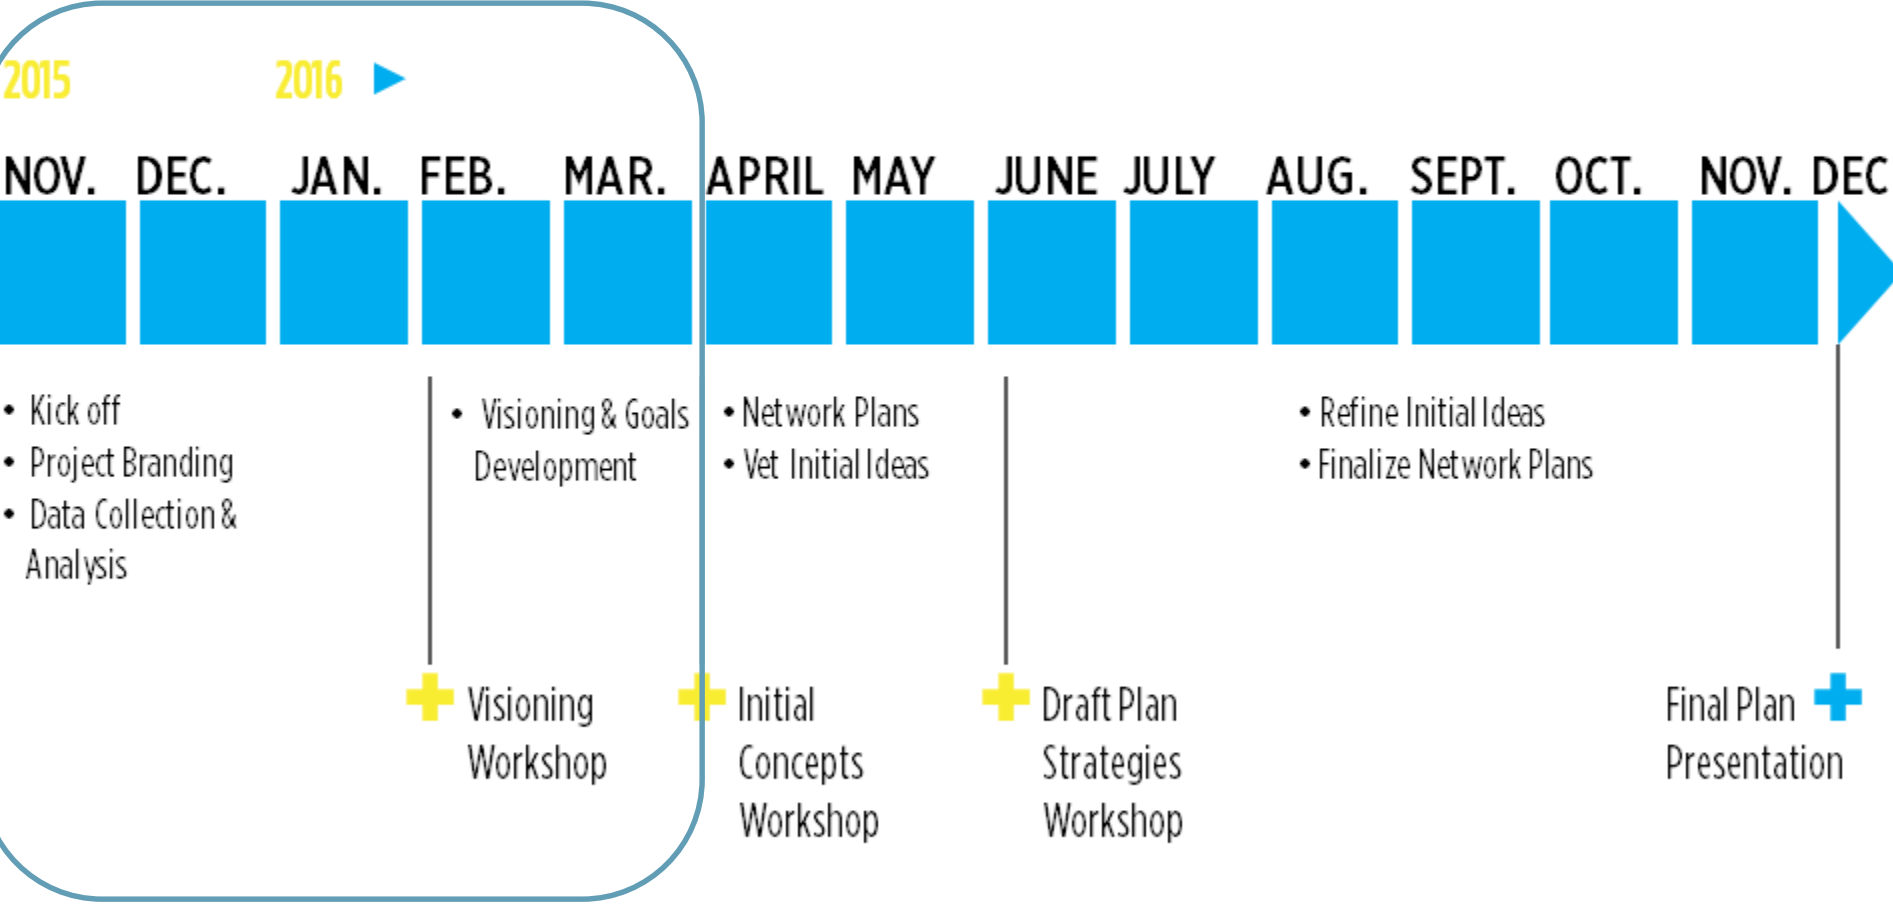 2015 2016
NOV. DEC. JAN. FEB. MAR. APRIL MAY JUNE JULY AUG. SEPT. OCT. NOV. DEC
• Kick off
• Project Branding
• Data Collection &
Analysis
• Visioning & Goals
Development
• Network Plans
• Vet Initial Ideas
• Refine Initial Ideas
• Finalize Network Plans
Visioning
Workshop
Initial
Concepts
Workshop
Draft Plan
Strategies
Workshop
Final Plan
Presentation